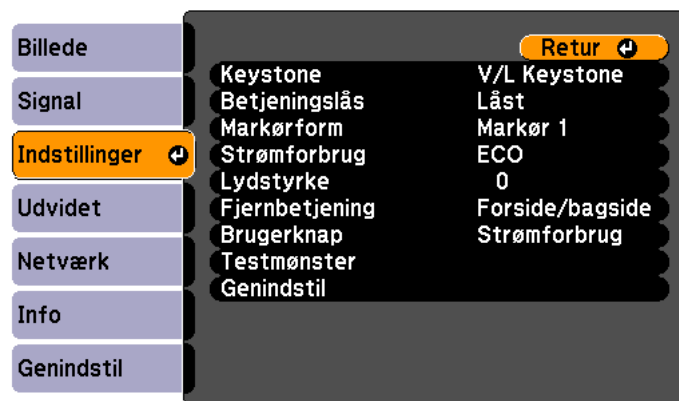 Billede
Signal
Indstillinger
Udvidet
Netværk
Info
Genindstil
Retur
Keystone V/L Keystone
Betjeningslås Låst
Markørform Markør 1
Strømforbrug ECO
Lydstyrke 0
Fjernbetjening Forside/bagside
Brugerknap Strømforbrug
Testmønster
Genindstil